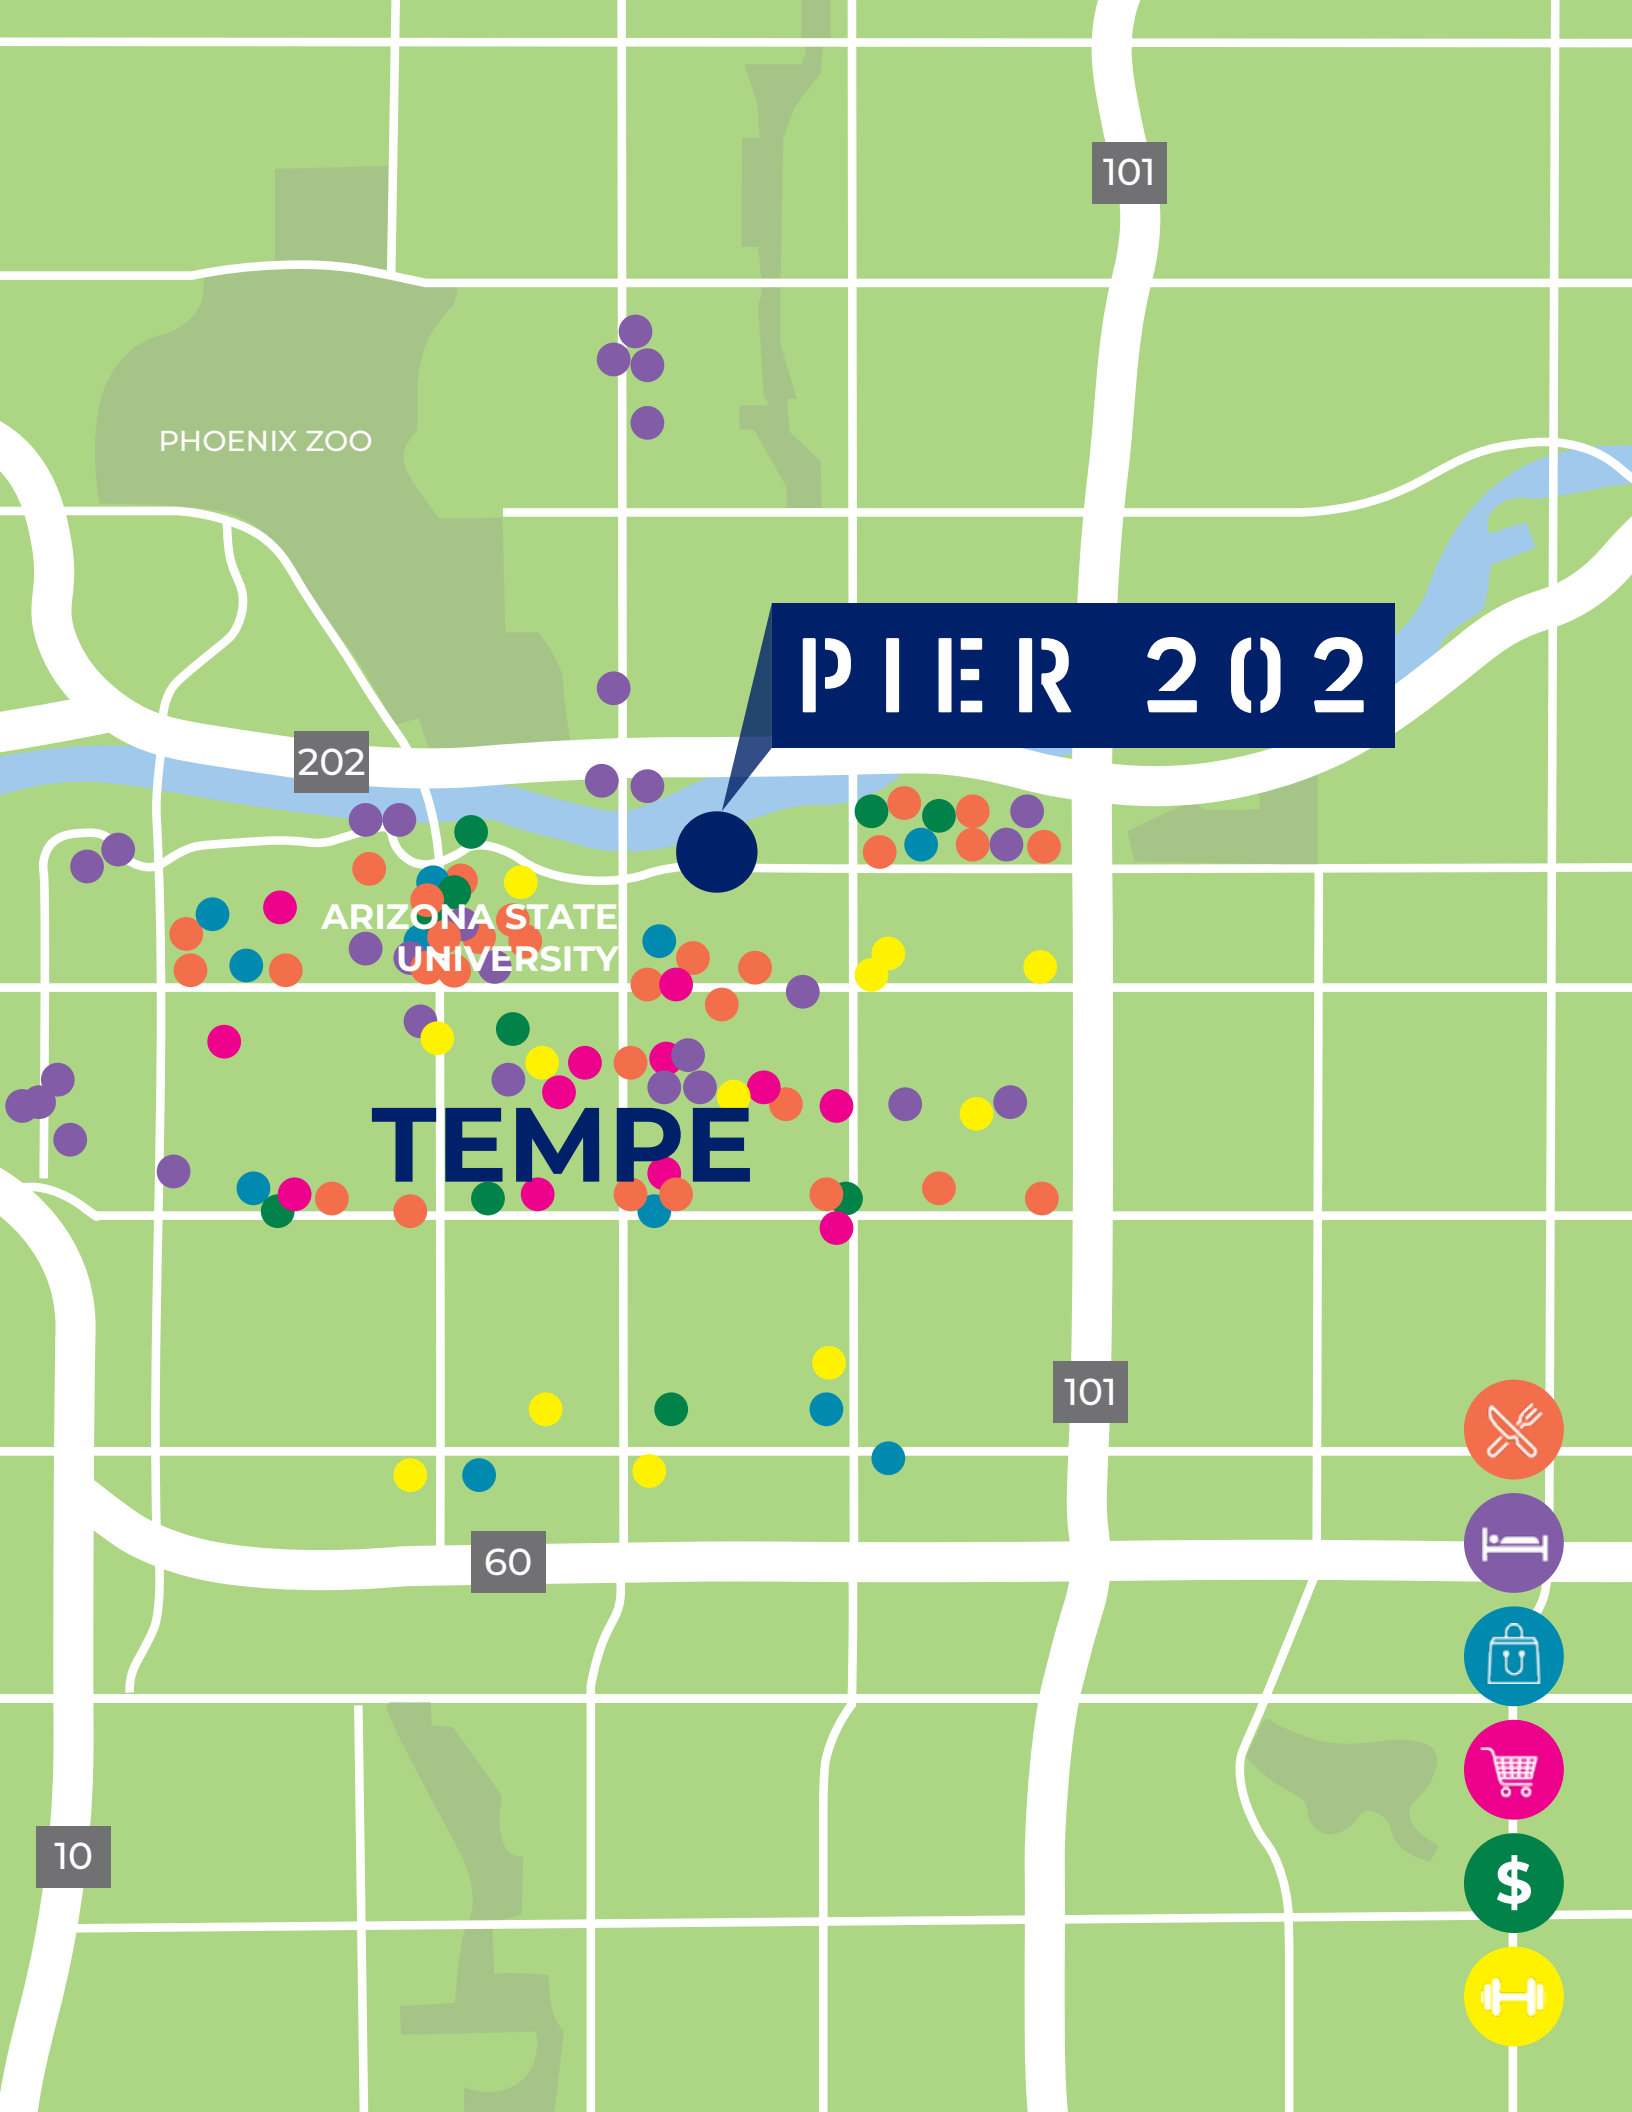 101
PHOENIX ZOO
PIER 202
202
ARIZONA STATE
UNIVERSITY
TEMPE
101
60
10
$